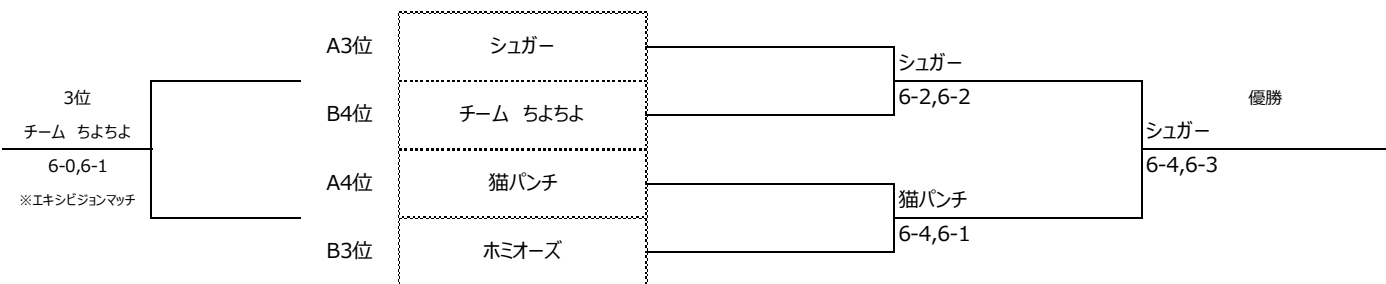 A3位
シュガー
シュガー
6-2,6-2
3位
チーム　ちよちよ
6-0,6-1
※エキシビジョンマッチ
B4位
チーム　ちよちよ
優勝
シュガー
6-4,6-3
A4位
猫パンチ
猫パンチ
6-4,6-1
B3位
ホミオーズ